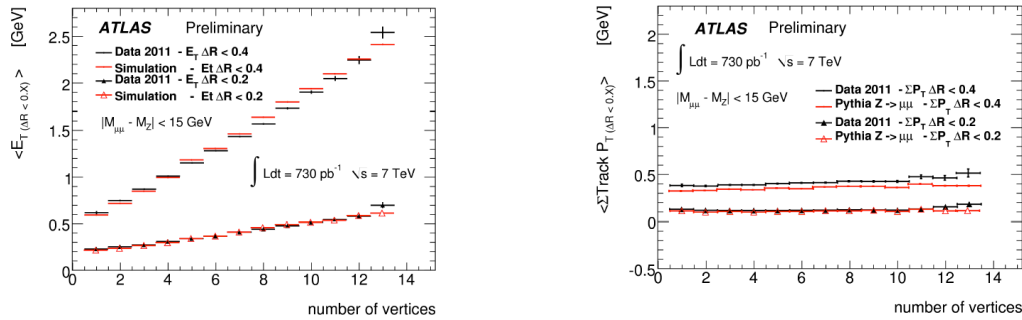 ATLAS Preliminary
Data 2011 - E_T ΔR < 0.4
Simulation - Et ΔR < 0.4
Data 2011 - E_T ΔR < 0.2
Simulation - Et ΔR < 0.2
|M_μμ - M_Z| < 15 GeV
∫ Ldt = 730 pb⁻¹ √s = 7 TeV
<E_T (ΔR < 0.X) > [GeV]
3
2.5
2
1.5
1
0.5
0
0 2 4 6 8 10 12 14
number of vertices
ATLAS Preliminary
∫ Ldt = 730 pb⁻¹ √s = 7 TeV
Data 2011 - ΣP_T ΔR < 0.4
Pythia Z -> μμ - ΣP_T ΔR < 0.4
Data 2011 - ΣP_T ΔR < 0.2
Pythia Z -> μμ - ΣP_T ΔR < 0.2
|M_μμ - M_Z| < 15 GeV
<ΣTrack P_T (ΔR < 0.X)> [GeV]
2
1.5
1
0.5
0
-0.5
0 2 4 6 8 10 12 14
number of vertices